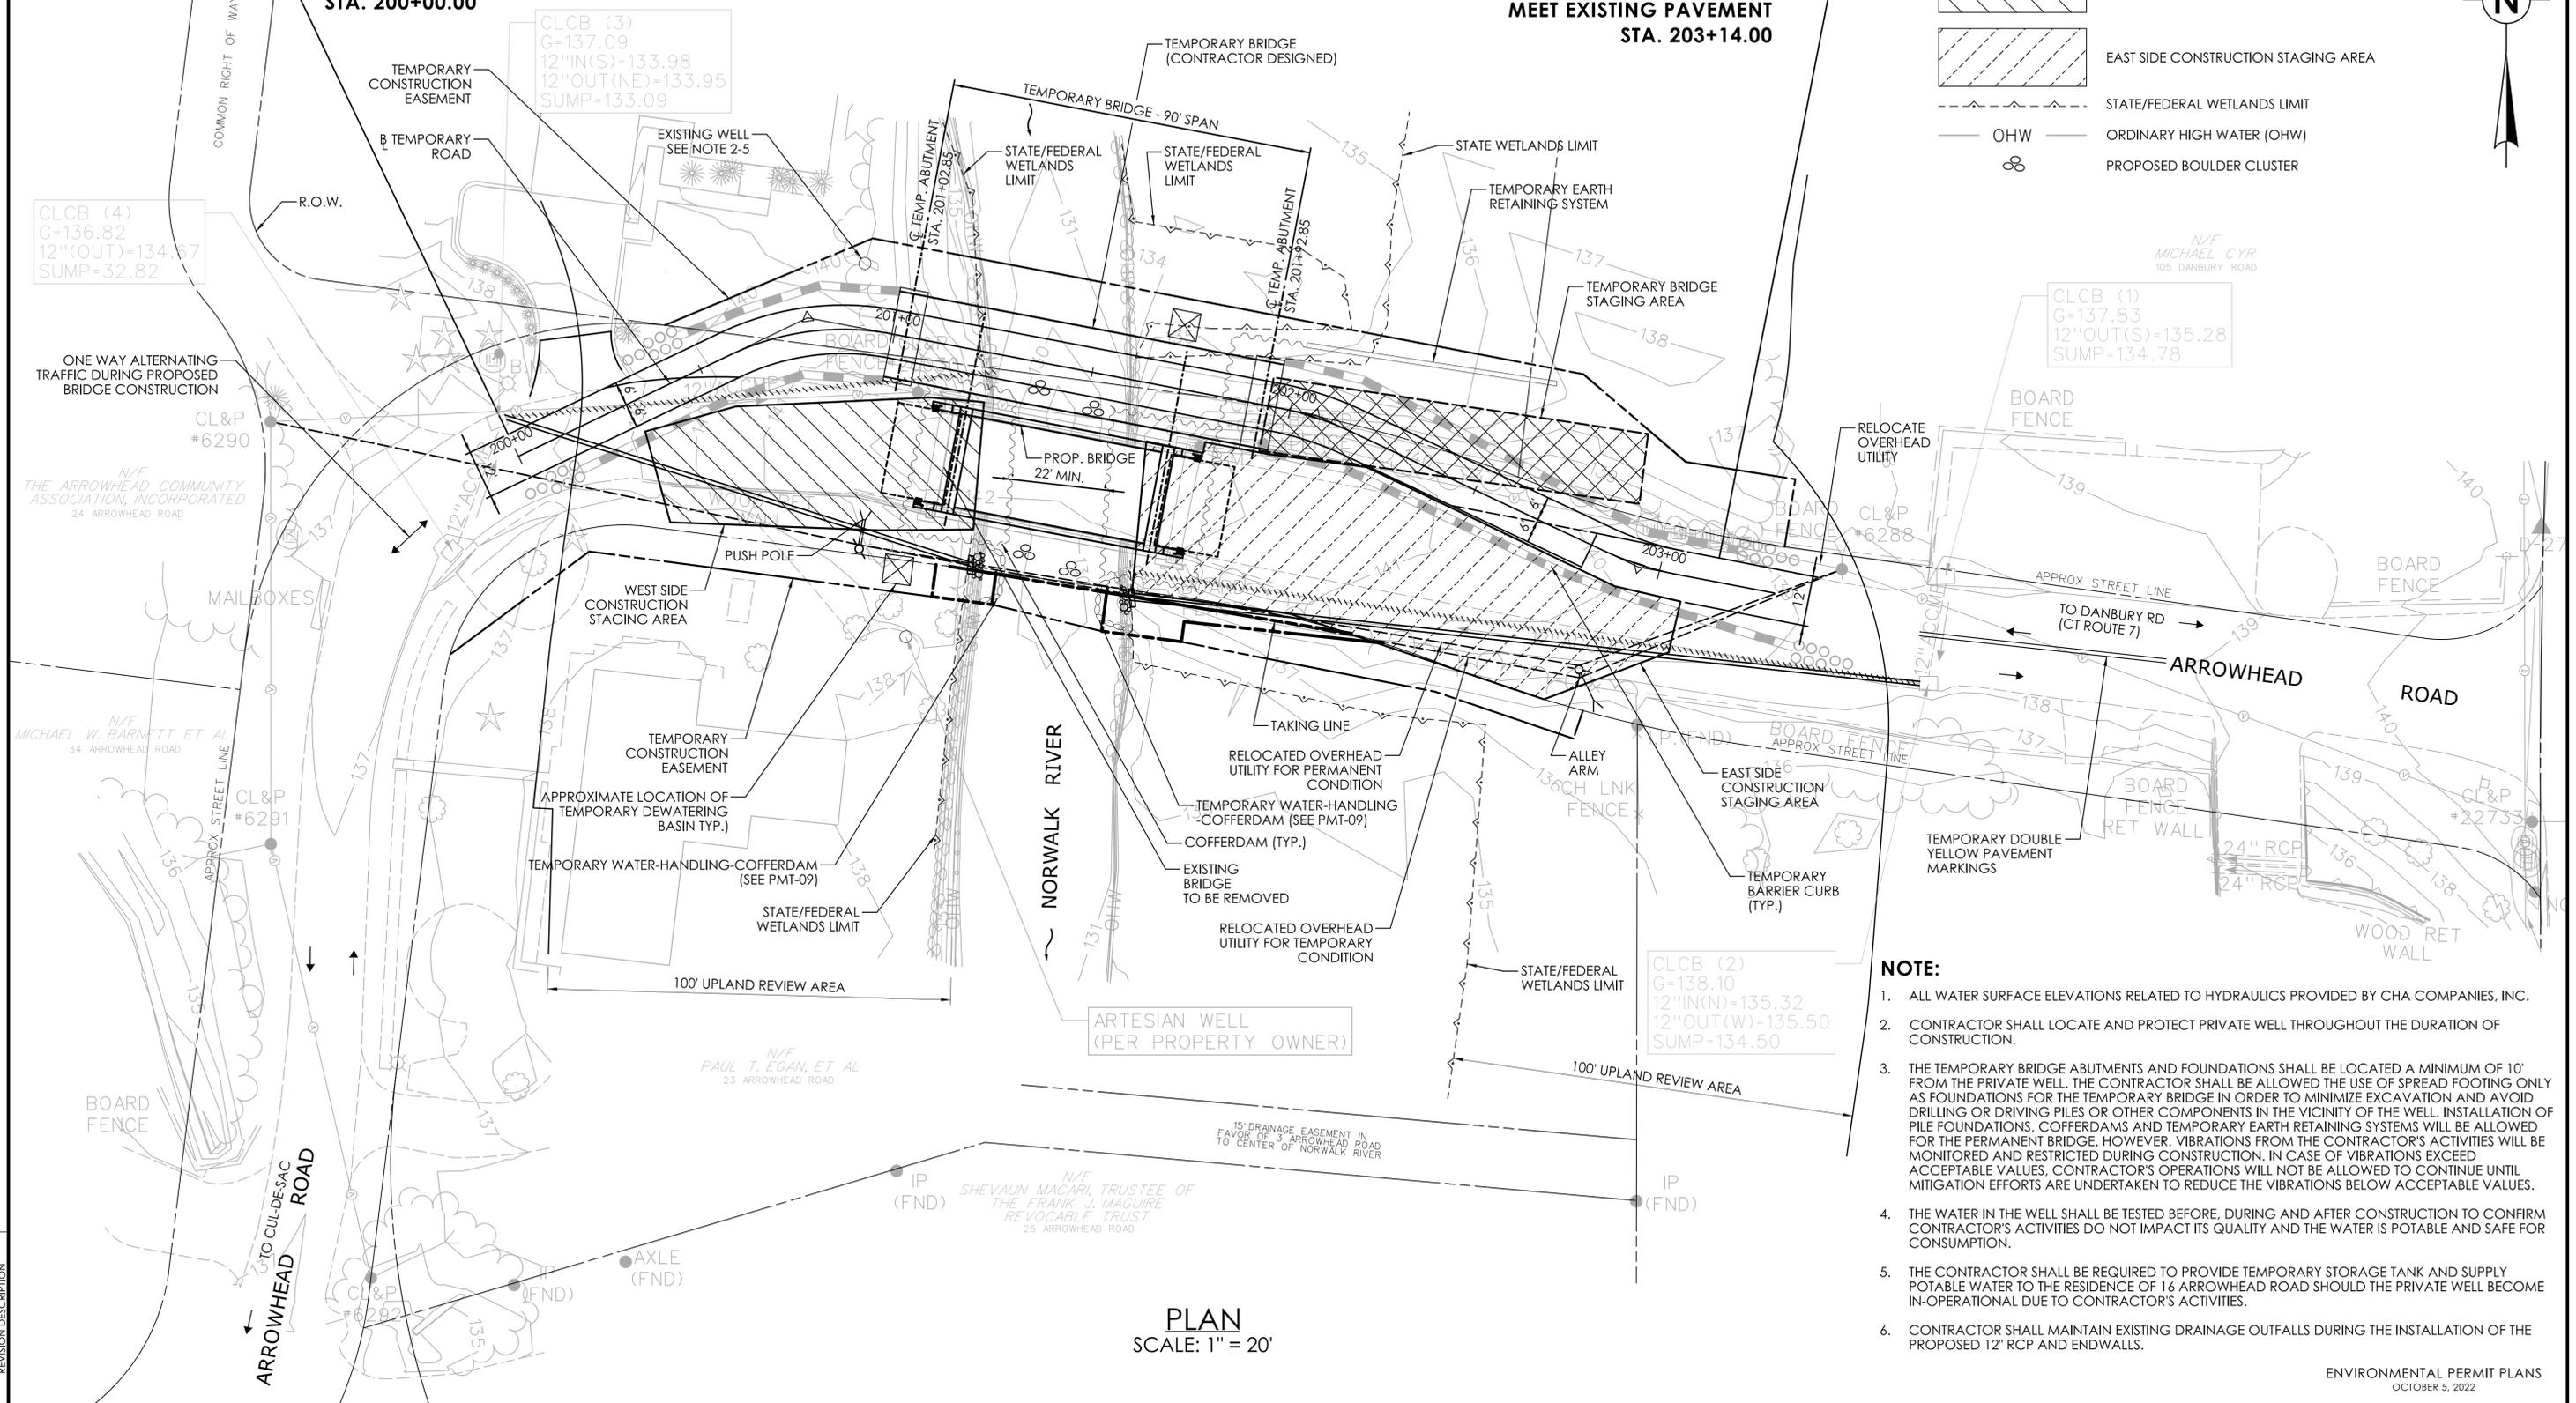 STA. 200+00.00
MEET EXISTING PAVEMENT
STA. 203+14.00
COMMON RIGHT OF WAY
CLCB (3)
G=137.09
12"IN(S)=133.98
12"OUT(NE)=133.95
SUMP=133.09
TEMPORARY
CONSTRUCTION
EASEMENT
TEMPORARY
ROAD
R.O.W.
EXISTING WELL
SEE NOTE 2-5
TEMPORARY BRIDGE
(CONTRACTOR DESIGNED)
TEMPORARY BRIDGE - 90' SPAN
TEMP. ABUTMENT
STA. 201+02.85
STATE/FEDERAL
WETLANDS
LIMIT
STATE/FEDERAL
WETLANDS
LIMIT
TEMP. ABUTMENT
STA. 201+92.85
STATE WETLANDS LIMIT
TEMPORARY EARTH
RETAINING SYSTEM
TEMPORARY BRIDGE
STAGING AREA
EAST SIDE CONSTRUCTION STAGING AREA
STATE/FEDERAL WETLANDS LIMIT
OHW
ORDINARY HIGH WATER (OHW)
PROPOSED BOULDER CLUSTER
N
N/F
MICHAEL CYR
105 DANBURY ROAD
CLCB (1)
G=137.83
12"OUT(S)=135.28
SUMP=134.78
CLCB (4)
G=136.82
12"(OUT)=134.67
SUMP=32.82
ONE WAY ALTERNATING
TRAFFIC DURING PROPOSED
BRIDGE CONSTRUCTION
CL&P
#6290
N/F
THE ARROWHEAD COMMUNITY
ASSOCIATION, INCORPORATED
24 ARROWHEAD ROAD
MAILBOXES
200+00
201+00
202+00
203+00
BOARD
FENCE
PROP. BRIDGE
22' MIN.
RELOCATE
OVERHEAD
UTILITY
BOARD
FENCE
CL&P
#6288
BOARD
FENCE
BOARD
FENCE
APPROX STREET LINE
TO DANBURY RD
(CT ROUTE 7)
ARROWHEAD
ROAD
PUSH POLE
WEST SIDE
CONSTRUCTION
STAGING AREA
TEMPORARY
CONSTRUCTION
EASEMENT
APPROXIMATE LOCATION OF
TEMPORARY DEWATERING
BASIN TYP.)
TEMPORARY WATER-HANDLING-COFFERDAM
(SEE PMT-09)
STATE/FEDERAL
WETLANDS LIMIT
100' UPLAND REVIEW AREA
NORWALK RIVER
TAKING LINE
RELOCATED OVERHEAD
UTILITY FOR PERMANENT
CONDITION
TEMPORARY WATER-HANDLING
-COFFERDAM (SEE PMT-09)
COFFERDAM (TYP.)
EXISTING
BRIDGE
TO BE REMOVED
RELOCATED OVERHEAD
UTILITY FOR TEMPORARY
CONDITION
ALLEY
ARM
EAST SIDE
CONSTRUCTION
STAGING AREA
CH LNK
FENCE
BOARD FENCE
APPROX STREET LINE
TEMPORARY
BARRIER CURB
(TYP.)
TEMPORARY DOUBLE
YELLOW PAVEMENT
MARKINGS
BOARD
FENCE
RET WALL
24" RCP
24" RCP
WOOD RET
WALL
CL&P
#22733
STATE/FEDERAL
WETLANDS LIMIT
CLCB (2)
G=138.10
12"IN(N)=135.32
12"OUT(W)=135.50
SUMP=134.50
100' UPLAND REVIEW AREA
ARTESIAN WELL
(PER PROPERTY OWNER)
N/F
MICHAEL W. BARNETT ET AL
34 ARROWHEAD ROAD
APPROX STREET LINE
CL&P
#6291
N/F
PAUL T. EGAN, ET AL
23 ARROWHEAD ROAD
BOARD
FENCE
15' DRAINAGE EASEMENT IN
FAVOR OF 3 ARROWHEAD ROAD
TO CENTER OF NORWALK RIVER
N/F
SHEVAUN MACARI, TRUSTEE OF
THE FRANK J. MAGUIRE
REVOCABLE TRUST
25 ARROWHEAD ROAD
IP
(FND)
IP
(FND)
AXLE
(FND)
IP
(FND)
CL&P
#6292
TO CUL-DE-SAC
ARROWHEAD ROAD
REVISION DESCRIPTION
PLAN
SCALE: 1" = 20'
NOTE:
1. ALL WATER SURFACE ELEVATIONS RELATED TO HYDRAULICS PROVIDED BY CHA COMPANIES, INC.
2. CONTRACTOR SHALL LOCATE AND PROTECT PRIVATE WELL THROUGHOUT THE DURATION OF
CONSTRUCTION.
3. THE TEMPORARY BRIDGE ABUTMENTS AND FOUNDATIONS SHALL BE LOCATED A MINIMUM OF 10'
FROM THE PRIVATE WELL. THE CONTRACTOR SHALL BE ALLOWED THE USE OF SPREAD FOOTING ONLY
AS FOUNDATIONS FOR THE TEMPORARY BRIDGE IN ORDER TO MINIMIZE EXCAVATION AND AVOID
DRILLING OR DRIVING PILES OR OTHER COMPONENTS IN THE VICINITY OF THE WELL. INSTALLATION OF
PILE FOUNDATIONS, COFFERDAMS AND TEMPORARY EARTH RETAINING SYSTEMS WILL BE ALLOWED
FOR THE PERMANENT BRIDGE. HOWEVER, VIBRATIONS FROM THE CONTRACTOR'S ACTIVITIES WILL BE
MONITORED AND RESTRICTED DURING CONSTRUCTION. IN CASE OF VIBRATIONS EXCEED
ACCEPTABLE VALUES, CONTRACTOR'S OPERATIONS WILL NOT BE ALLOWED TO CONTINUE UNTIL
MITIGATION EFFORTS ARE UNDERTAKEN TO REDUCE THE VIBRATIONS BELOW ACCEPTABLE VALUES.
4. THE WATER IN THE WELL SHALL BE TESTED BEFORE, DURING AND AFTER CONSTRUCTION TO CONFIRM
CONTRACTOR'S ACTIVITIES DO NOT IMPACT ITS QUALITY AND THE WATER IS POTABLE AND SAFE FOR
CONSUMPTION.
5. THE CONTRACTOR SHALL BE REQUIRED TO PROVIDE TEMPORARY STORAGE TANK AND SUPPLY
POTABLE WATER TO THE RESIDENCE OF 16 ARROWHEAD ROAD SHOULD THE PRIVATE WELL BECOME
IN-OPERATIONAL DUE TO CONTRACTOR'S ACTIVITIES.
6. CONTRACTOR SHALL MAINTAIN EXISTING DRAINAGE OUTFALLS DURING THE INSTALLATION OF THE
PROPOSED 12" RCP AND ENDWALLS.
ENVIRONMENTAL PERMIT PLANS
OCTOBER 5, 2022